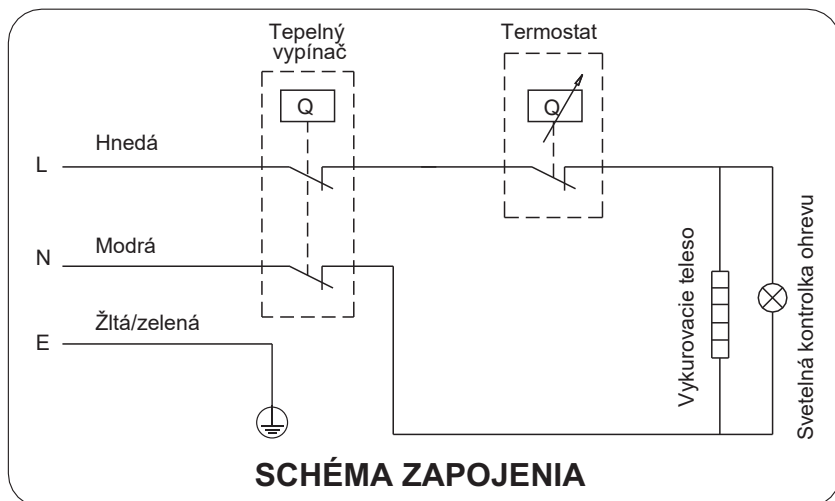 Tepelný
vypínač
Termostat
Q
Q
L
Hnedá
N
Modrá
E
Žltá/zelená
Vykurovacie teleso
Svetelná kontrolka ohrevu
SCHÉMA ZAPOJENIA